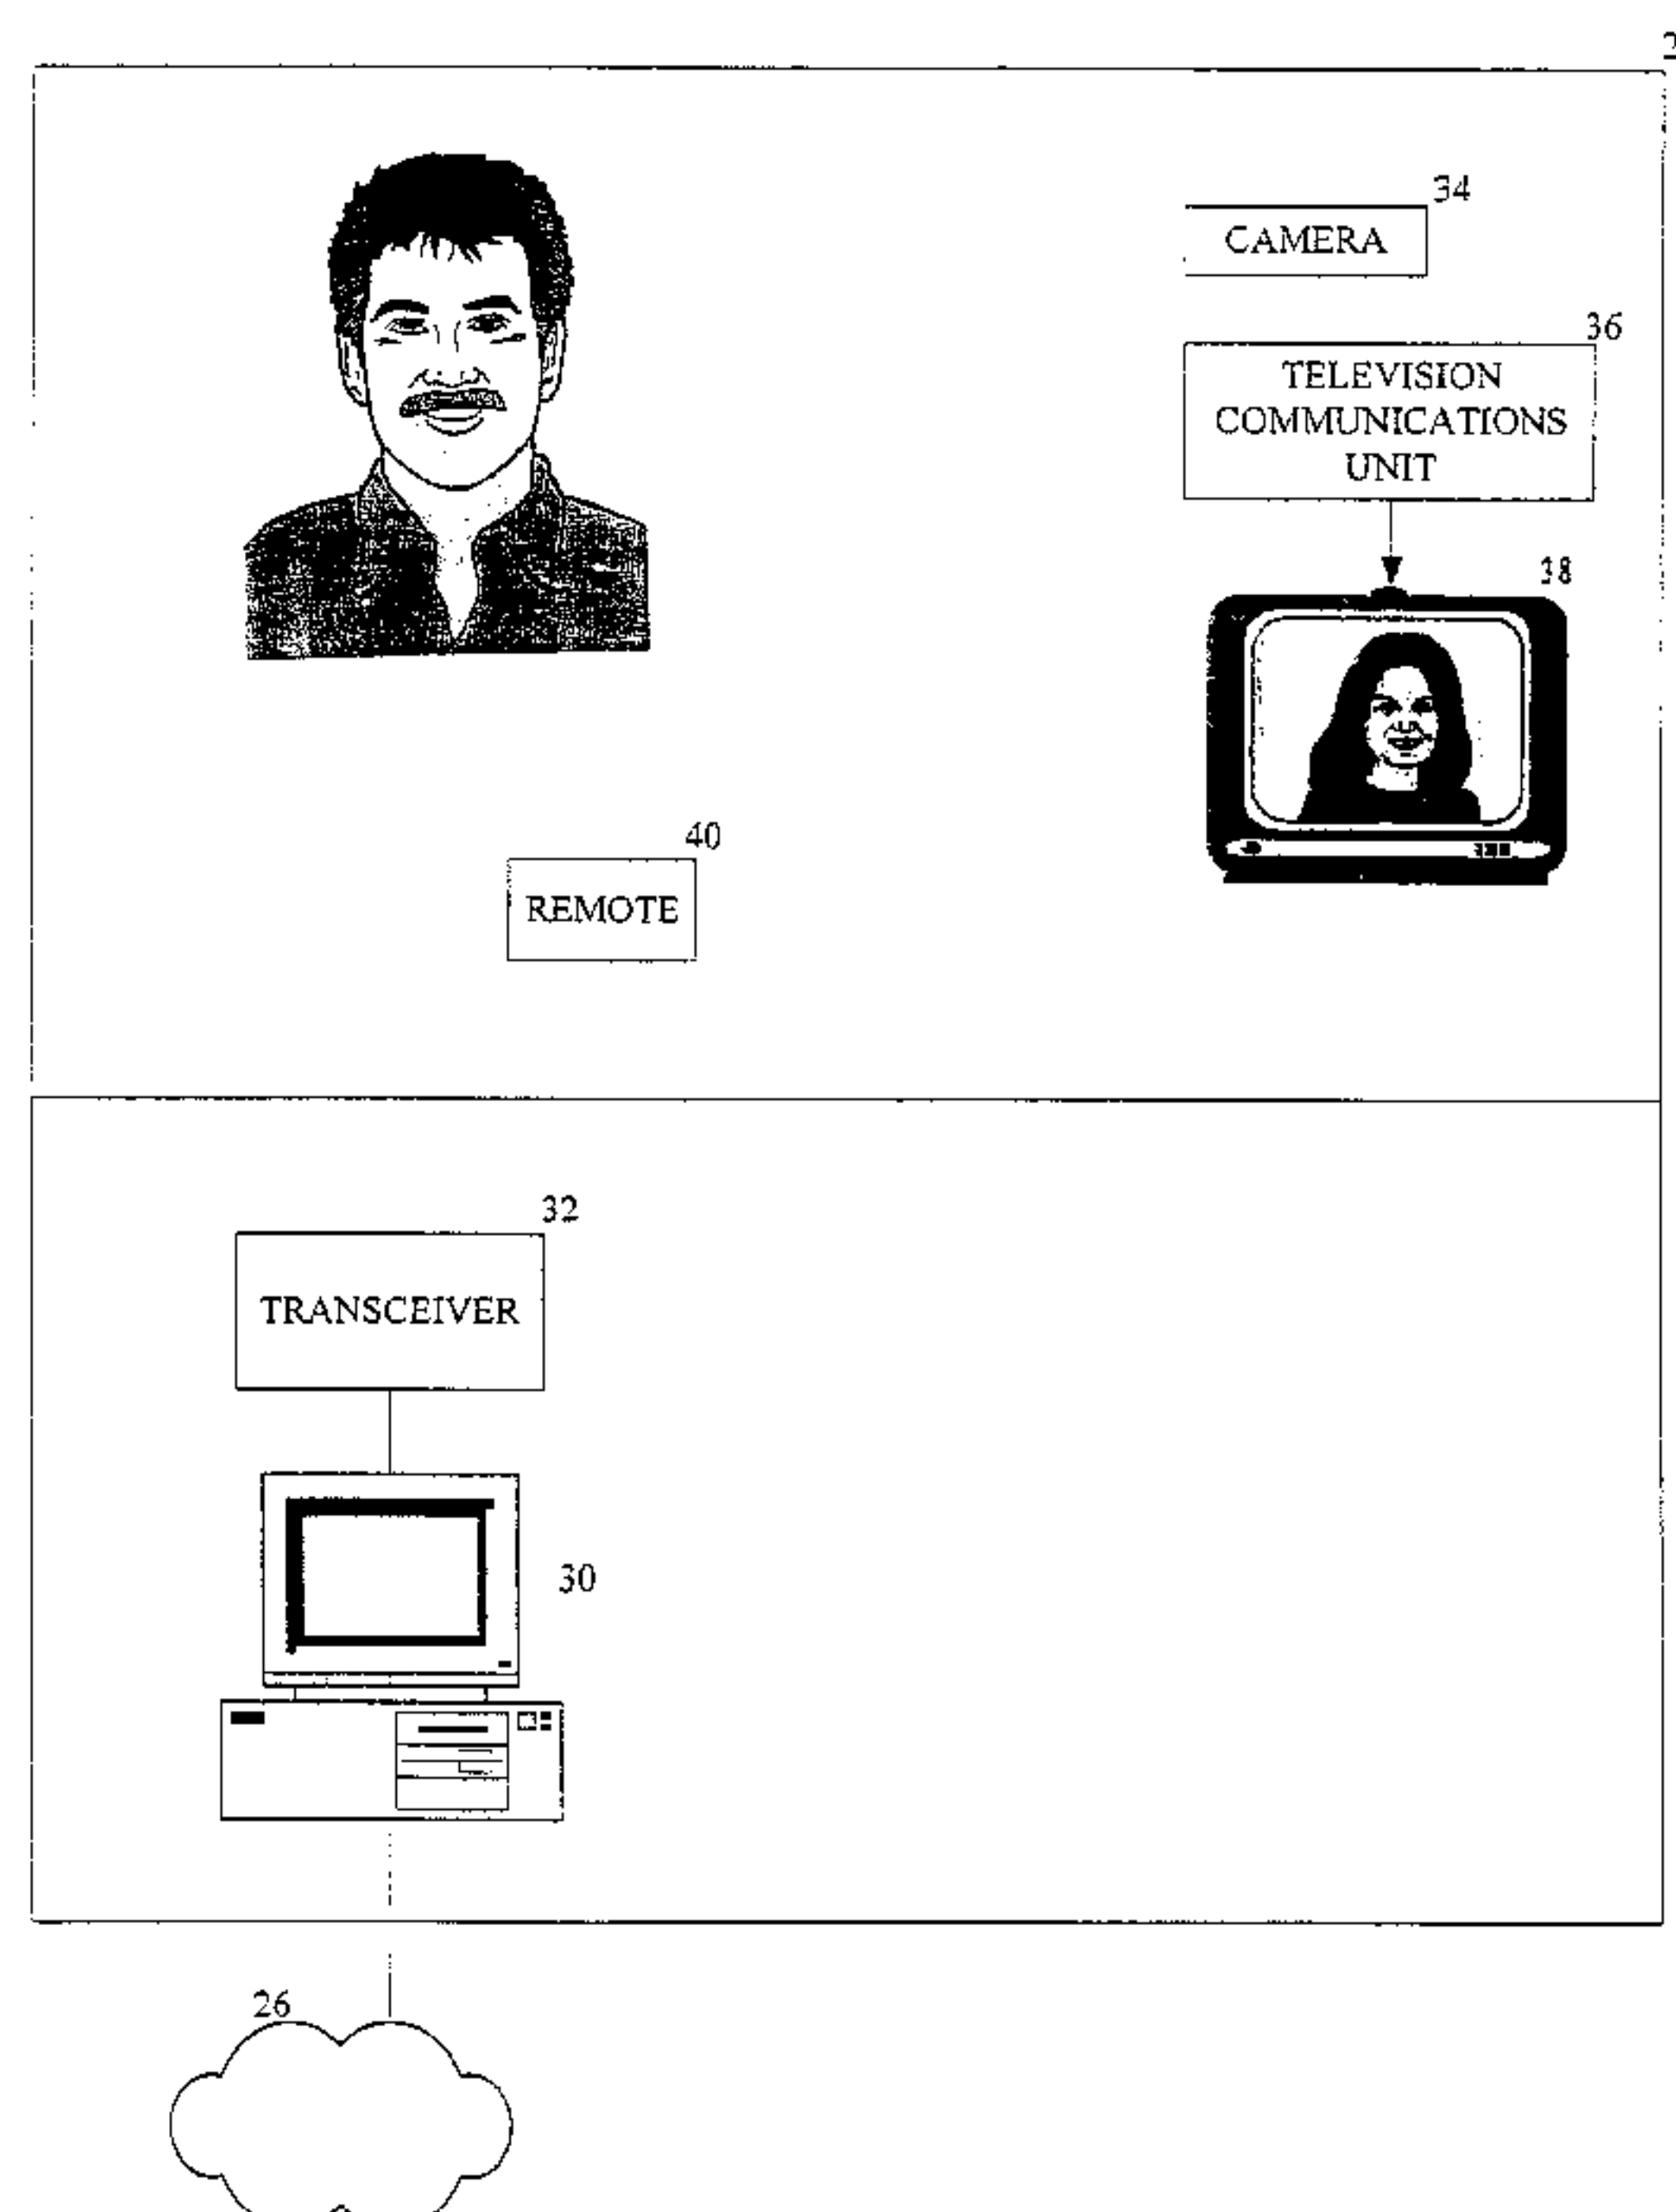 34
CAMERA
36
TELEVISION
COMMUNICATIONS
UNIT
38
40
REMOTE
32
TRANSCEIVER
30
26